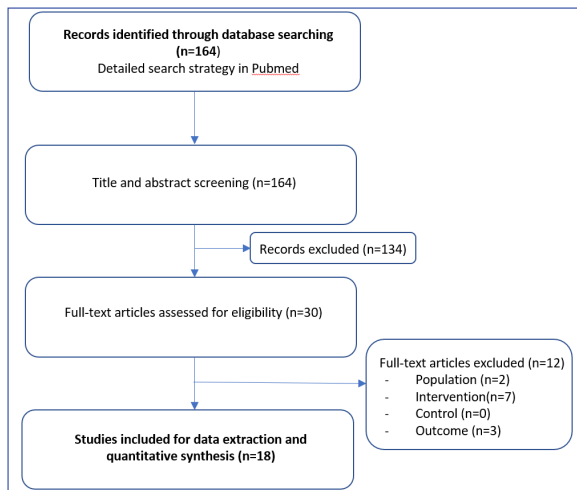 Records identified through database searching
(n=164)
Detailed search strategy in Pubmed
Title and abstract screening (n=164)
Records excluded (n=134)
Full-text articles assessed for eligibility (n=30)
Full-text articles excluded (n=12)
- Population (n=2)
- Intervention(n=7)
- Control (n=0)
- Outcome (n=3)
Studies included for data extraction and
quantitative synthesis (n=18)